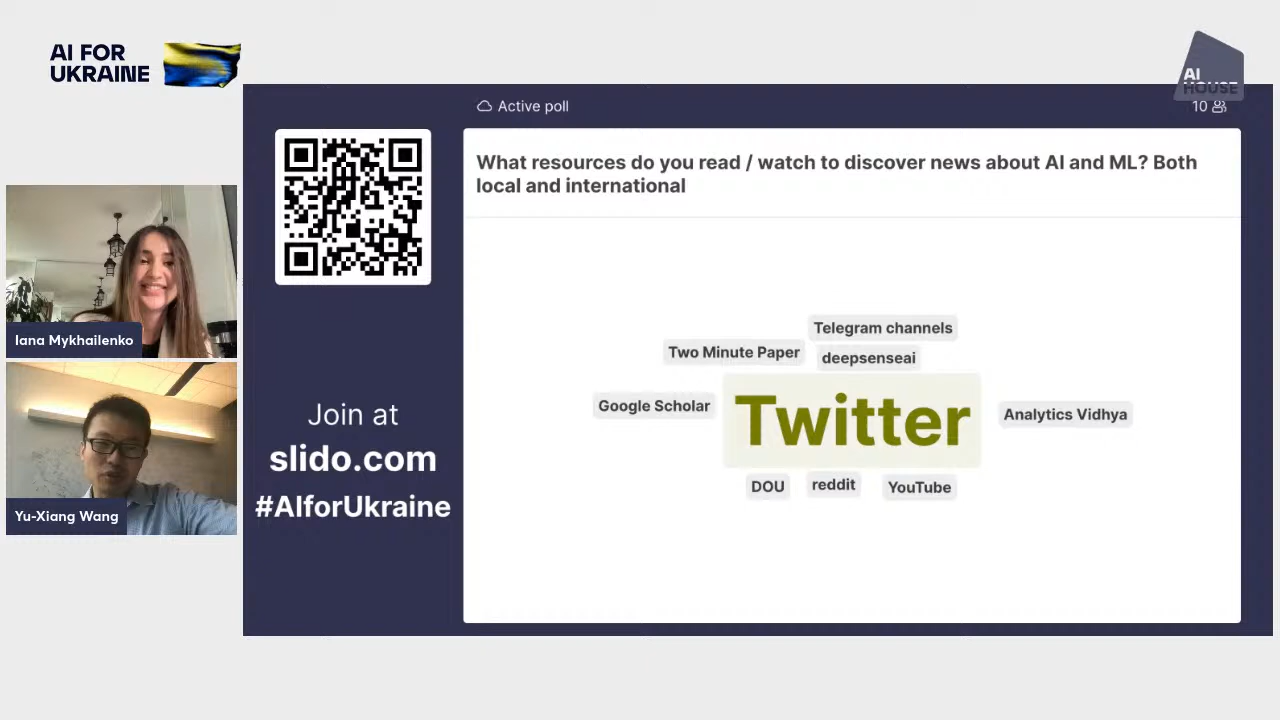 AI FOR
UKRAINE
AI
HOUSE
Active poll
10
What resources do you read / watch to discover news about AI and ML? Both
local and international
Telegram channels
Two Minute Paper
deepsenseai
Google Scholar
Twitter
Analytics Vidhya
DOU
reddit
YouTube
Join at
slido.com
#AIforUkraine
Iana Mykhailenko
Yu-Xiang Wang